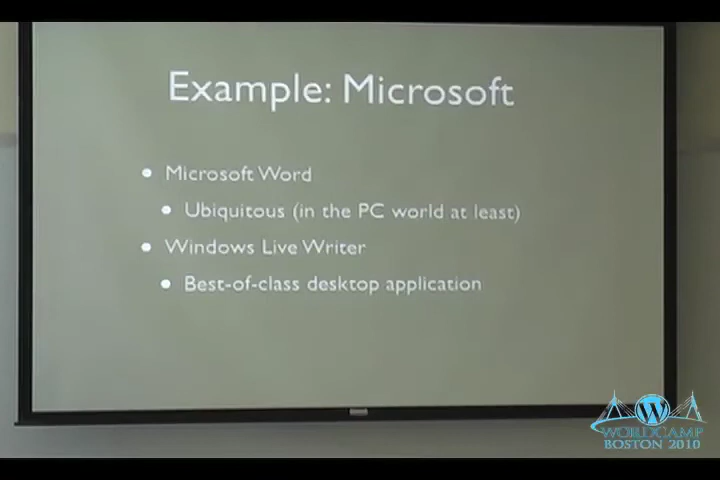 Example: Microsoft
Microsoft Word
Ubiquitous (in the PC world at least)
Windows Live Writer
Best-of-class desktop application
WORDCAMP
BOSTON 2010